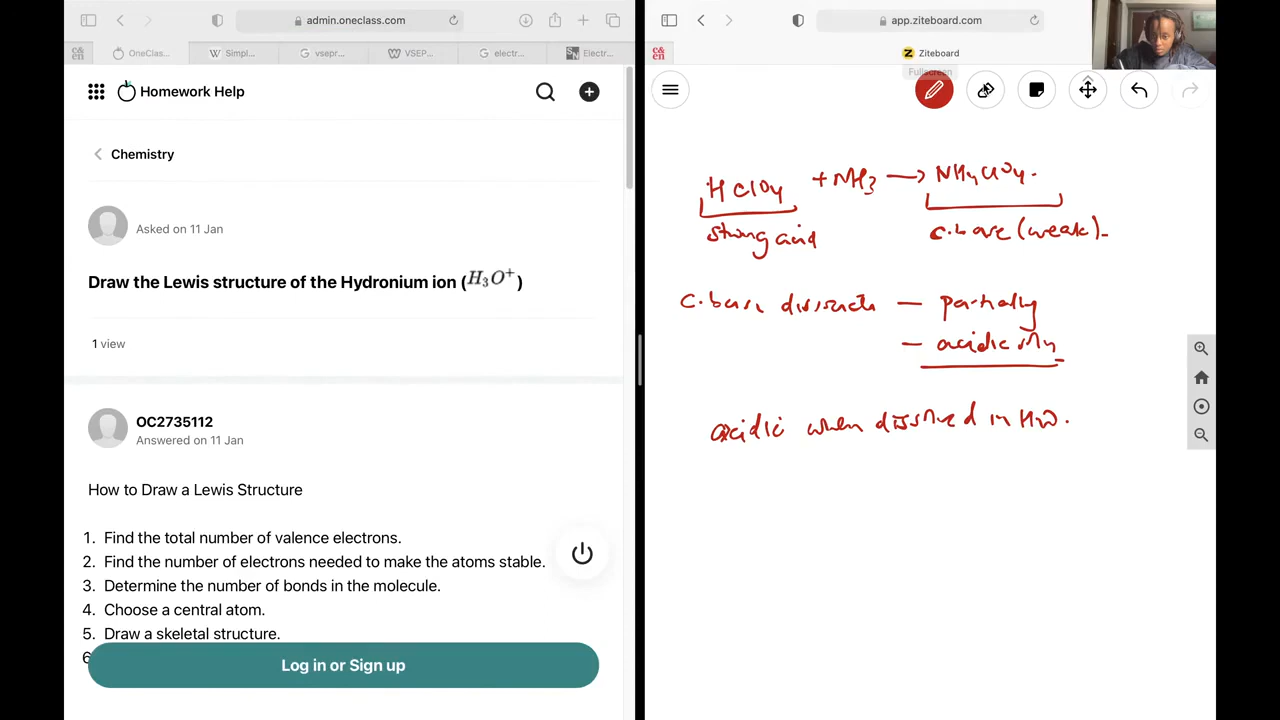 admin.oneclass.com
OneClas...
Simpl...
vsepr...
VSEP...
electr...
Electr...
Homework Help
Chemistry
Asked on 11 Jan
Draw the Lewis structure of the Hydronium ion (H₃O⁺)
1 view
OC2735112
Answered on 11 Jan
How to Draw a Lewis Structure
1. Find the total number of valence electrons.
2. Find the number of electrons needed to make the atoms stable.
3. Determine the number of bonds in the molecule.
4. Choose a central atom.
5. Draw a skeletal structure.
6
Log in or Sign up
app.ziteboard.com
c&en
Ziteboard
Fullscreen
HClO4 + NH3 → NH4ClO4.
strong acid c.base (weak)
c.base – partially
– acidic
acidic when dissolved in H2O.